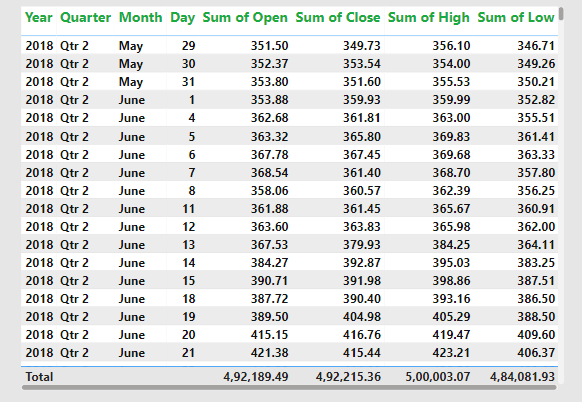 Year Quarter Month Day Sum of Open Sum of Close Sum of High Sum of Low
2018 Qtr 2 May 29 351.50 349.73 356.10 346.71
2018 Qtr 2 May 30 352.37 353.54 354.00 349.26
2018 Qtr 2 May 31 353.80 351.60 355.53 350.21
2018 Qtr 2 June 1 353.88 359.93 359.99 352.82
2018 Qtr 2 June 4 362.68 361.81 363.00 355.51
2018 Qtr 2 June 5 363.32 365.80 369.83 361.41
2018 Qtr 2 June 6 367.78 367.45 369.68 363.33
2018 Qtr 2 June 7 368.54 361.40 368.70 357.80
2018 Qtr 2 June 8 358.06 360.57 362.39 356.25
2018 Qtr 2 June 11 361.88 361.45 365.67 360.91
2018 Qtr 2 June 12 363.60 363.83 365.98 362.00
2018 Qtr 2 June 13 367.53 379.93 384.25 364.11
2018 Qtr 2 June 14 384.27 392.87 395.03 383.25
2018 Qtr 2 June 15 390.71 391.98 398.86 387.51
2018 Qtr 2 June 18 387.72 390.40 393.16 386.50
2018 Qtr 2 June 19 389.50 404.98 405.29 388.50
2018 Qtr 2 June 20 415.15 416.76 419.47 409.60
2018 Qtr 2 June 21 421.38 415.44 423.21 406.37
Total 4,92,189.49 4,92,215.36 5,00,003.07 4,84,081.93